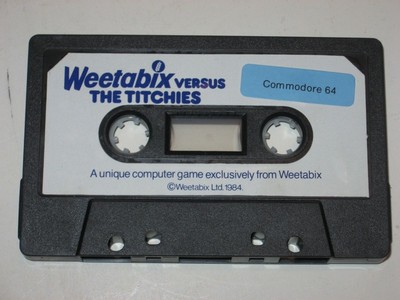 Weetabix VERSUS
THE TITCHIES
Commodore 64
A unique computer game exclusively from Weetabix
©Weetabix Ltd. 1984.